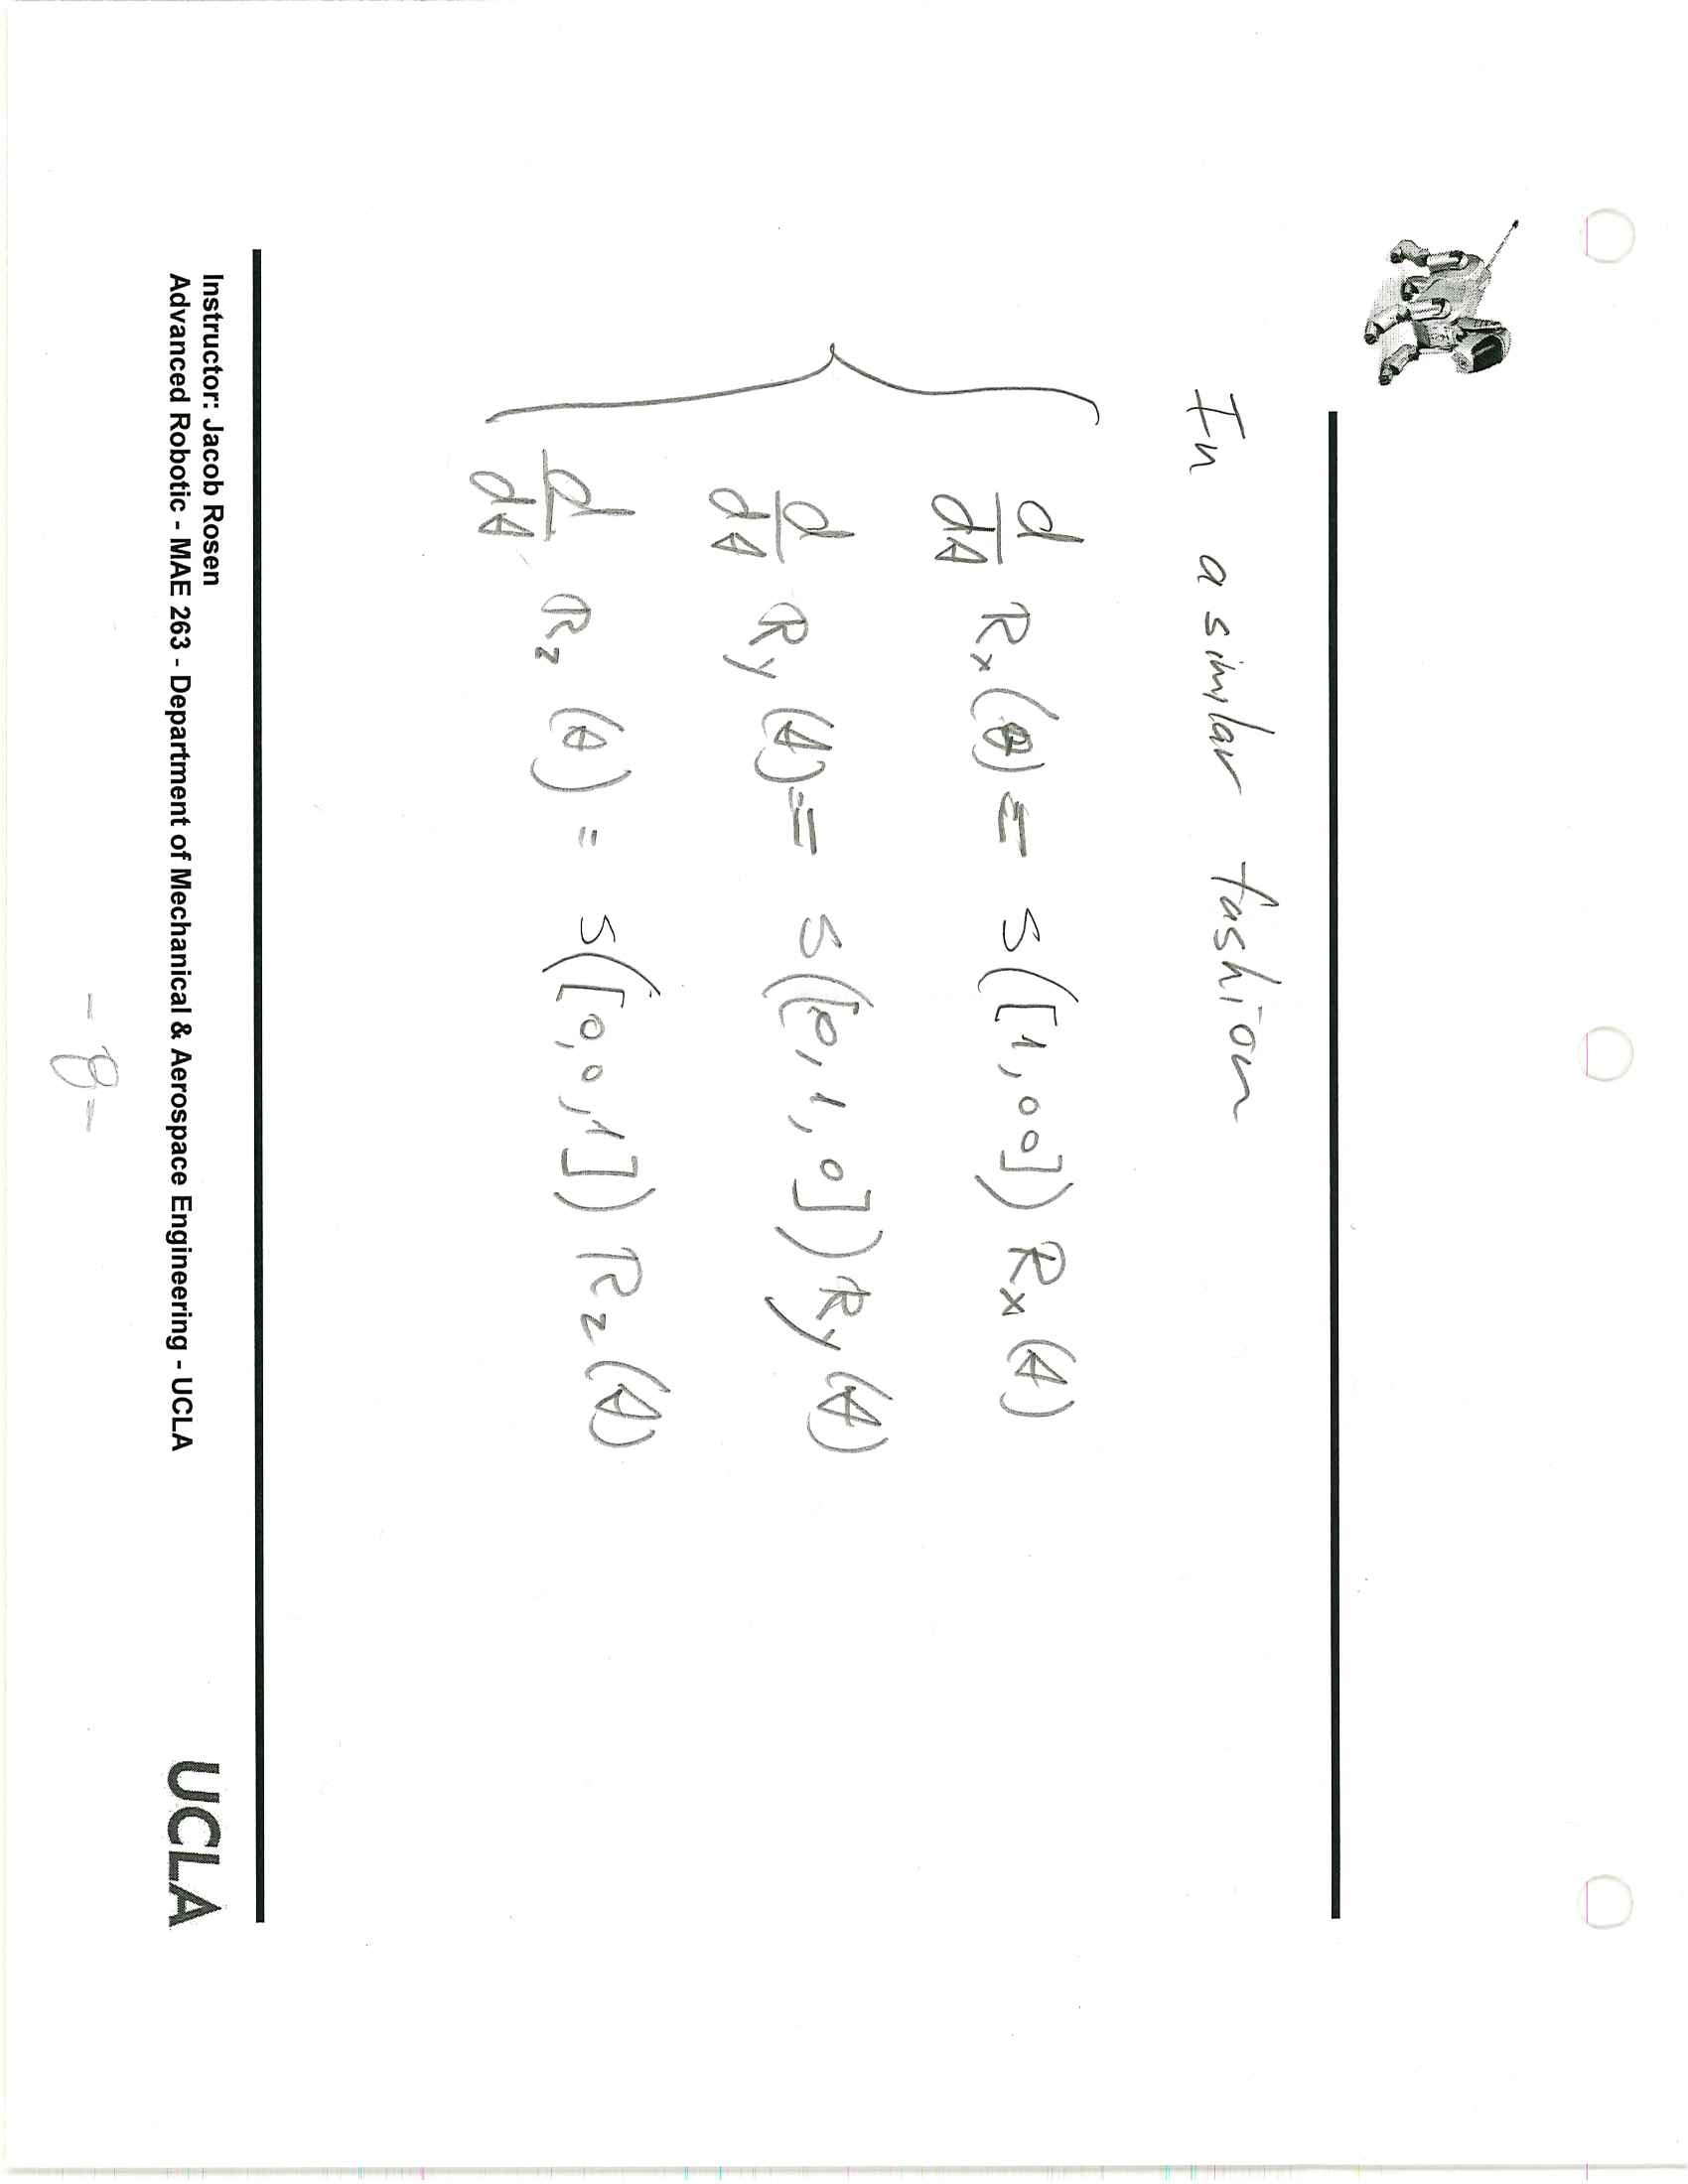 In a similar fashion
d/dθ Rx(θ) = S([1,0 0]) Rx(θ)
d/dθ Ry(θ) = S([0,1,0]) Ry(θ)
d/dθ Rz(θ) = S([0,0,1]) Rz(θ)
Instructor: Jacob Rosen
Advanced Robotic - MAE 263 - Department of Mechanical & Aerospace Engineering - UCLA
UCLA
- 8 -